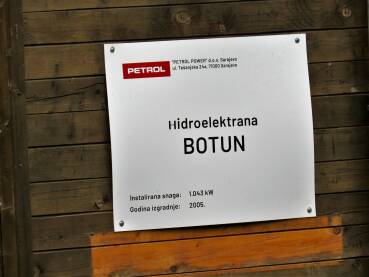 PETROL
"PETROL POWER" d.o.o. Sarajevo
ul. Tešanjska 24a, 71000 Sarajevo
Hidroelektrana
BOTUN
Instalirana snaga: 1.043 kW
Godina izgradnje: 2005.